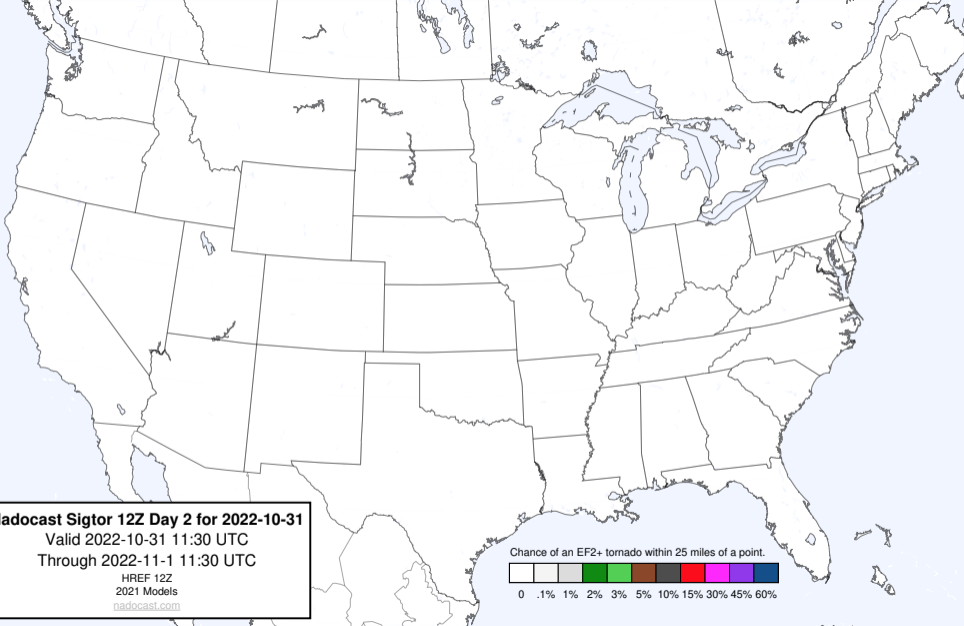 adocast Sigtor 12Z Day 2 for 2022-10-31
Valid 2022-10-31 11:30 UTC
Through 2022-11-1 11:30 UTC
HREF 12Z
2021 Models
nadocast.com
Chance of an EF2+ tornado within 25 miles of a point.
0 .1% 1% 2% 3% 5% 10% 15% 30% 45% 60%